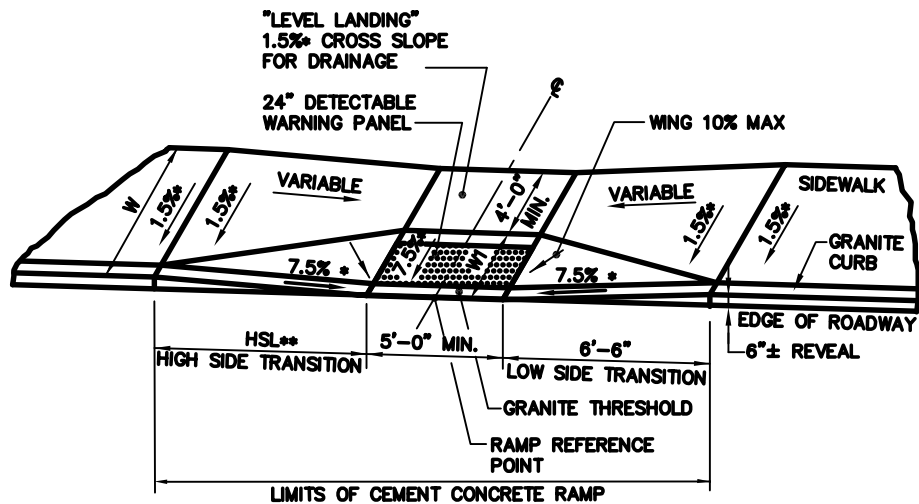 "LEVEL LANDING"
1.5%* CROSS SLOPE
FOR DRAINAGE
24" DETECTABLE
WARNING PANEL
℄
WING 10% MAX
VARIABLE
VARIABLE
SIDEWALK
W
1.5%*
1.5%*
4'-0"
MIN.
1.5%*
1.5%*
7.5%*
W1
GRANITE
CURB
7.5% *
7.5% *
EDGE OF ROADWAY
HSL**
5'-0" MIN.
6'-6"
6"± REVEAL
HIGH SIDE TRANSITION
LOW SIDE TRANSITION
GRANITE THRESHOLD
RAMP REFERENCE
POINT
LIMITS OF CEMENT CONCRETE RAMP